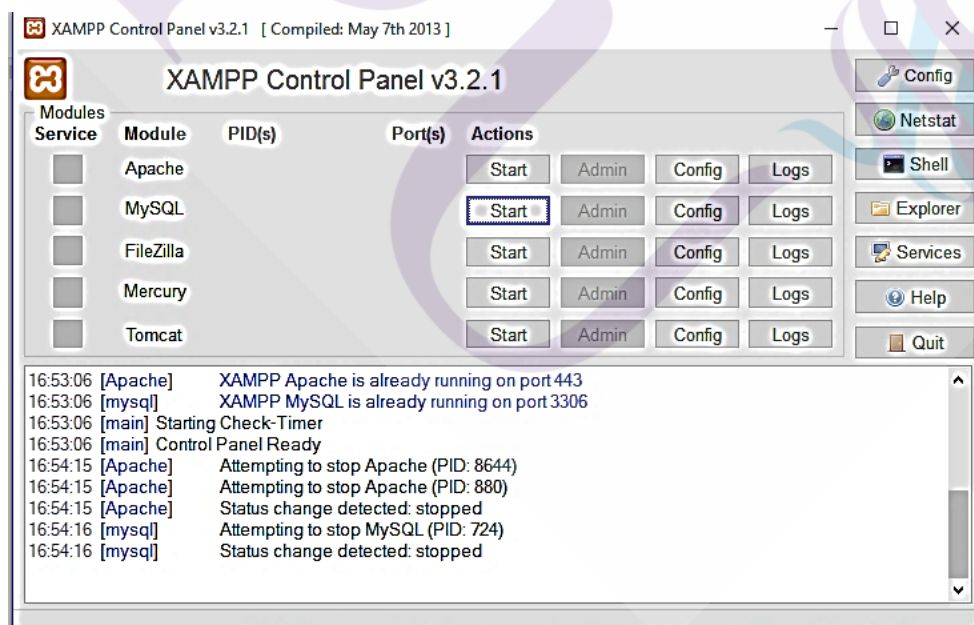 XAMPP Control Panel v3.2.1 [ Compiled: May 7th 2013 ]
XAMPP Control Panel v3.2.1
Config
Modules
Service Module PID(s) Port(s) Actions
Netstat
Apache Start Admin Config Logs
Shell
MySQL Start Admin Config Logs
Explorer
FileZilla Start Admin Config Logs
Services
Mercury Start Admin Config Logs
Help
Tomcat Start Admin Config Logs
Quit
16:53:06 [Apache] XAMPP Apache is already running on port 443
16:53:06 [mysql] XAMPP MySQL is already running on port 3306
16:53:06 [main] Starting Check-Timer
16:53:06 [main] Control Panel Ready
16:54:15 [Apache] Attempting to stop Apache (PID: 8644)
16:54:15 [Apache] Attempting to stop Apache (PID: 880)
16:54:15 [Apache] Status change detected: stopped
16:54:16 [mysql] Attempting to stop MySQL (PID: 724)
16:54:16 [mysql] Status change detected: stopped